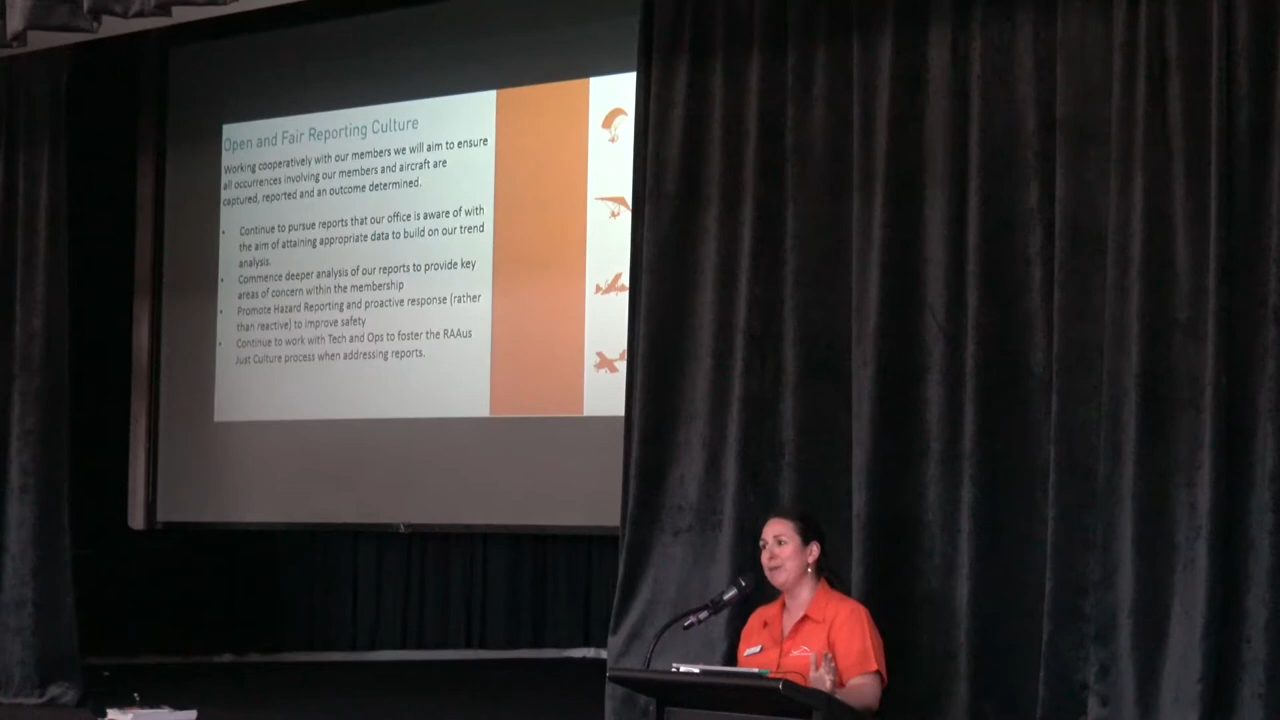 Open and Fair Reporting Culture
Working cooperatively with our members we will aim to ensure
all occurrences involving our members and aircraft are
captured, reported and an outcome determined.
• Continue to pursue reports that our office is aware of with
the aim of attaining appropriate data to build on our trend
analysis.
• Commence deeper analysis of our reports to provide key
areas of concern within the membership
• Promote Hazard Reporting and proactive response (rather
than reactive) to improve safety
• Continue to work with Tech and Ops to foster the RAAus
Just Culture process when addressing reports.